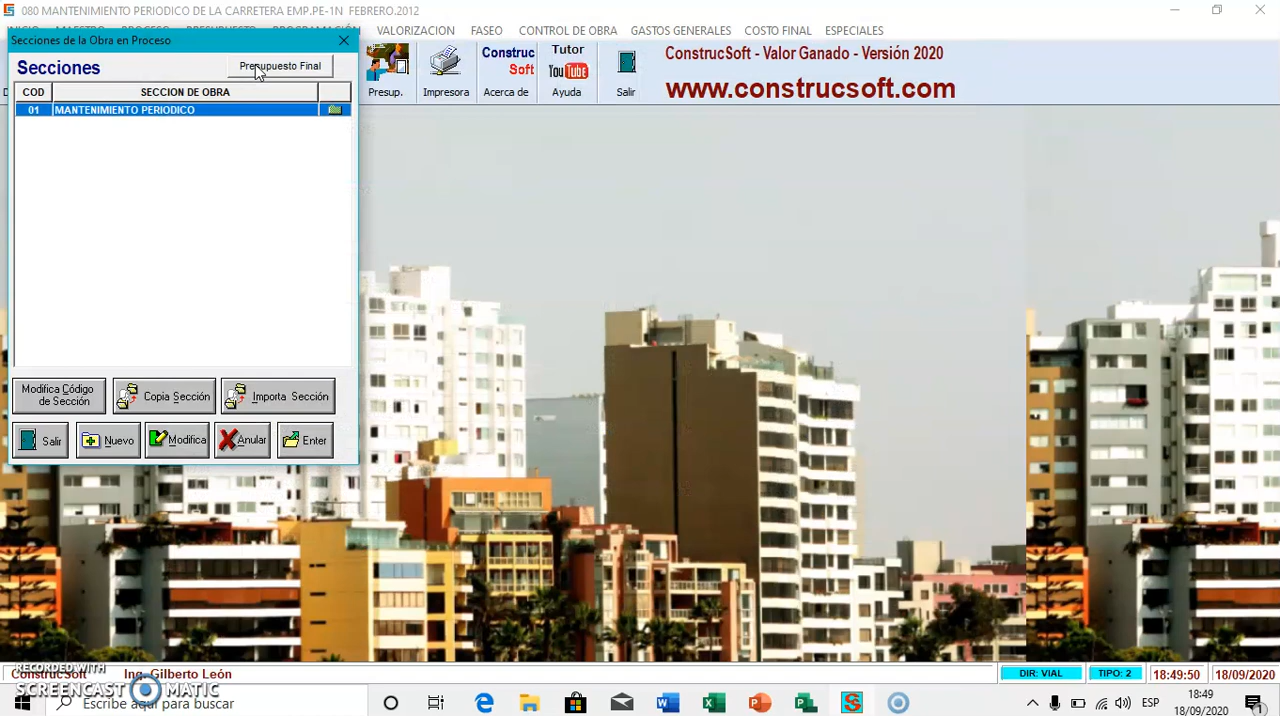 080 MANTENIMIENTO PERIODICO DE LA CARRETERA EMP.PE-1N FEBRERO.2012
VALORIZACIÓN FASEO CONTROL DE OBRA GASTOS GENERALES COSTO FINAL ESPECIALES
Secciones de la Obra en Proceso
Secciones
Presupuesto Final
COD SECCION DE OBRA
01 MANTENIMIENTO PERIODICO
Modifica Código
de Sección
Copia Sección
Importa Sección
Salir
Nuevo
Modifica
Anular
Enter
Presup.
Impresora
Construc
Soft
Acerca de
Tutor
YouTube
Ayuda
Salir
ConstrucSoft - Valor Ganado - Versión 2020
www.construcsoft.com
ConstrucSoft Ing. Gilberto León
RECORDED WITH
SCREENCAST MATIC
DIR: VIAL TIPO: 2 18:49:50 18/09/2020
Escribe aquí para buscar
ESP
18:49
18/09/2020